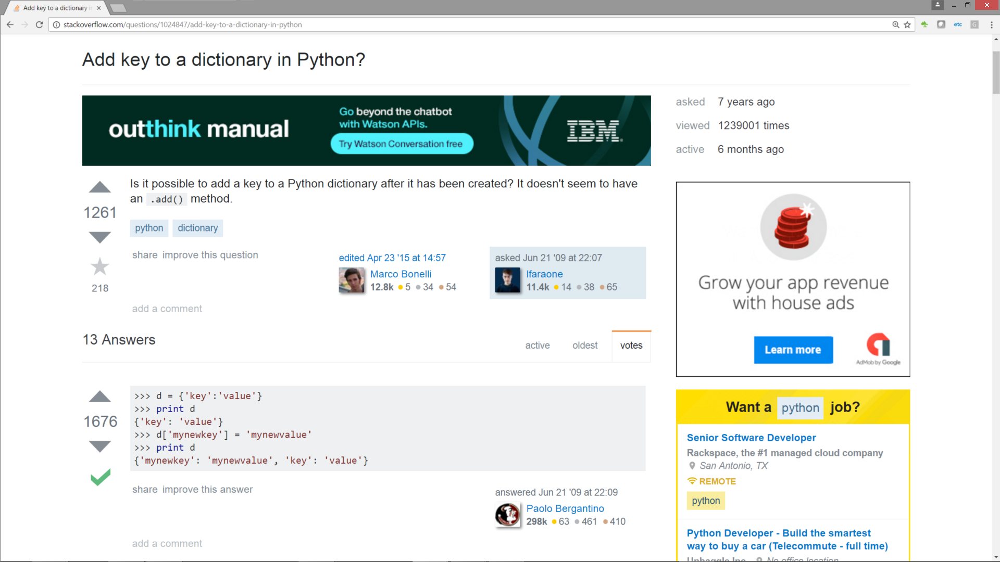 Add key to a dictionary i
stackoverflow.com/questions/1024847/add-key-to-a-dictionary-in-python
etc
G
Add key to a dictionary in Python?
outthink manual
Go beyond the chatbot
with Watson APIs.
Try Watson Conversation free
IBM
asked 7 years ago
viewed 1239001 times
active 6 months ago
1261
Is it possible to add a key to a Python dictionary after it has been created? It doesn't seem to have
an .add() method.
python dictionary
218
share improve this question
edited Apr 23 '15 at 14:57
Marco Bonelli
12.8k 5 34 54
asked Jun 21 '09 at 22:07
lfaraone
11.4k 14 38 65
add a comment
Grow your app revenue
with house ads
Learn more
AdMob by Google
13 Answers
active oldest votes
1676
>>> d = {'key':'value'}
>>> print d
{'key': 'value'}
>>> d['mynewkey'] = 'mynewvalue'
>>> print d
{'mynewkey': 'mynewvalue', 'key': 'value'}
share improve this answer
answered Jun 21 '09 at 22:09
Paolo Bergantino
298k 63 461 410
add a comment
Want a python job?
Senior Software Developer
Rackspace, the #1 managed cloud company
San Antonio, TX
REMOTE
python
Python Developer - Build the smartest
way to buy a car (Telecommute - full time)
No office location